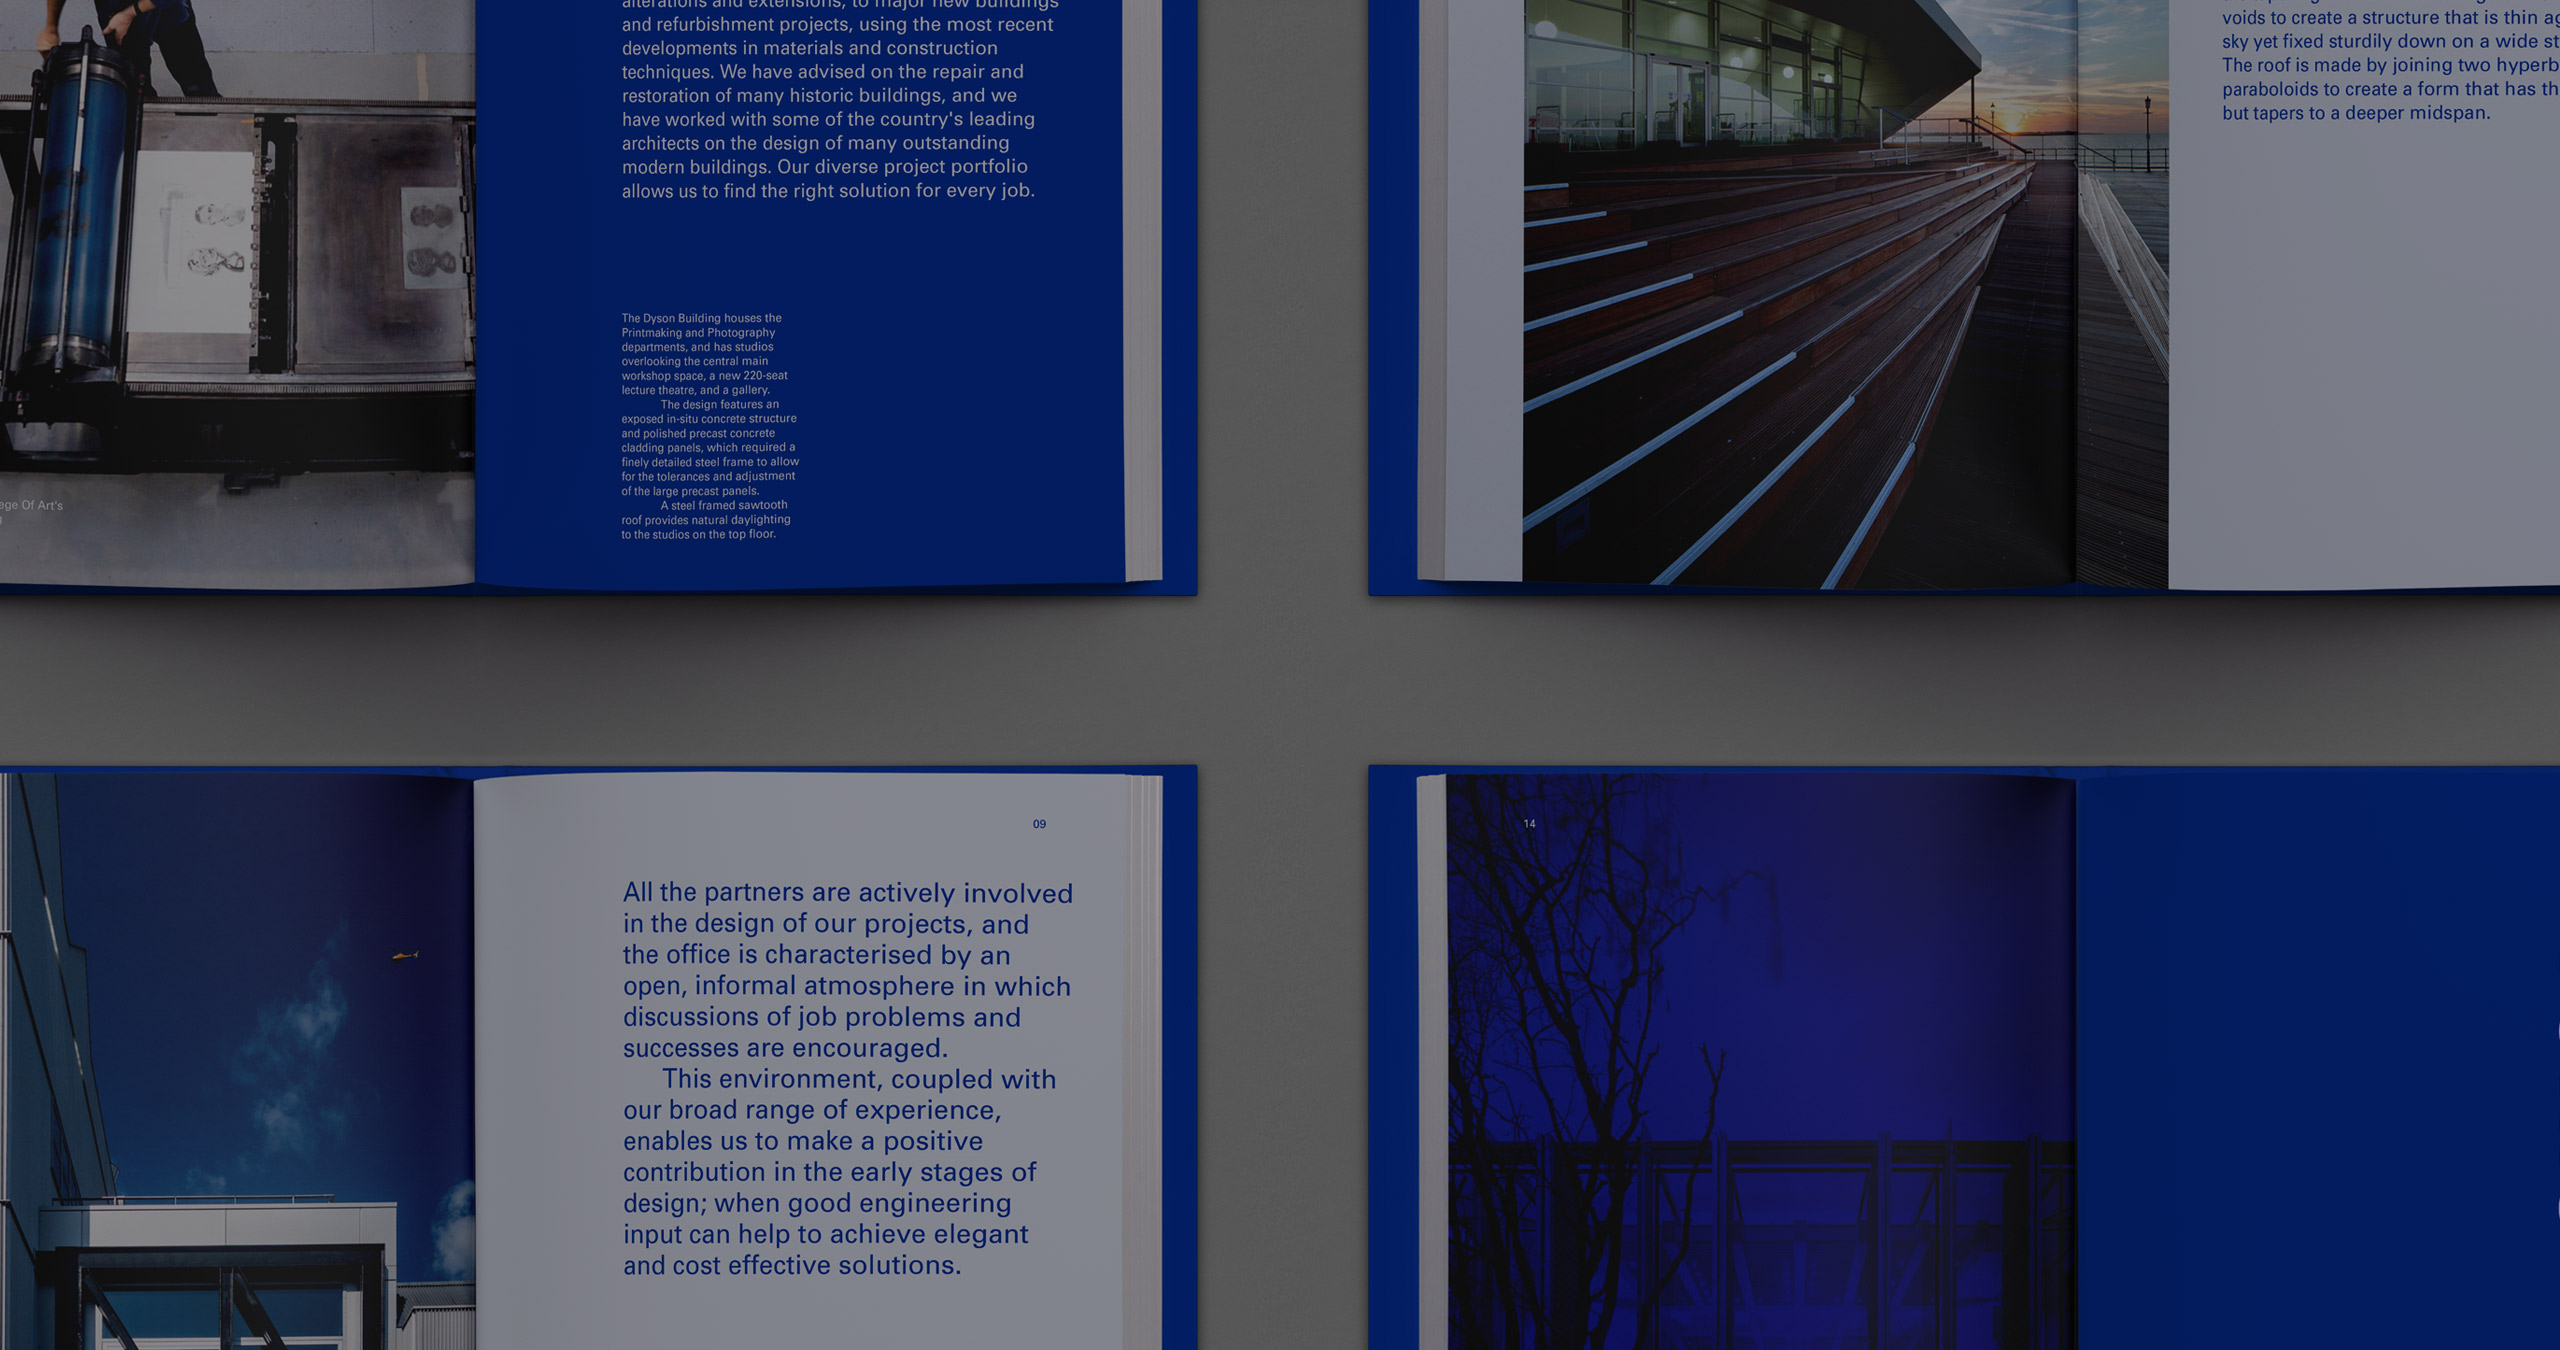 alterations and extensions, to major new buildings
and refurbishment projects, using the most recent
developments in materials and construction
techniques. We have advised on the repair and
restoration of many historic buildings, and we
have worked with some of the country's leading
architects on the design of many outstanding
modern buildings. Our diverse project portfolio
allows us to find the right solution for every job.
The Dyson Building houses the
Printmaking and Photography
departments, and has studios
overlooking the central main
workshop space, a new 220-seat
lecture theatre, and a gallery.
The design features an
exposed in-situ concrete structure
and polished precast concrete
cladding panels, which required a
finely detailed steel frame to allow
for the tolerances and adjustment
of the large precast panels.
A steel framed sawtooth
roof provides natural daylighting
to the studios on the top floor.
Of Art's
voids to create a structure that is thin
sky yet fixed sturdily down on a wide
The roof is made by joining two
paraboloids to create a form that has
but tapers to a deeper midspan.
09
All the partners are actively involved
in the design of our projects, and
the office is characterised by an
open, informal atmosphere in which
discussions of job problems and
successes are encouraged.
This environment, coupled with
our broad range of experience,
enables us to make a positive
contribution in the early stages of
design; when good engineering
input can help to achieve elegant
and cost effective solutions.
14